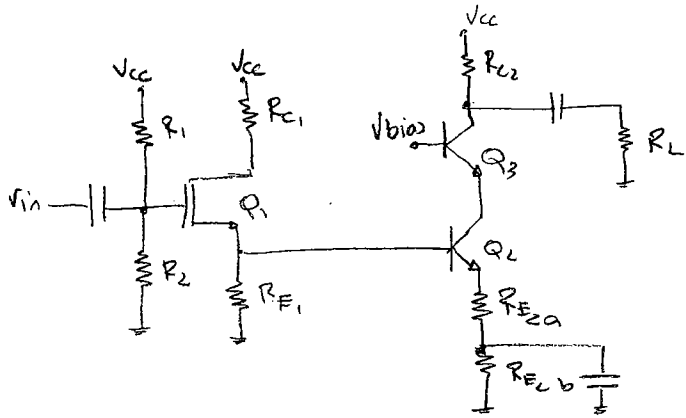 Vcc
Vcc
Vcc
R1
RC1
RC2
Vbias
Q3
RL
Vin
Q1
R2
RE1
Q2
RE2a
RE2b